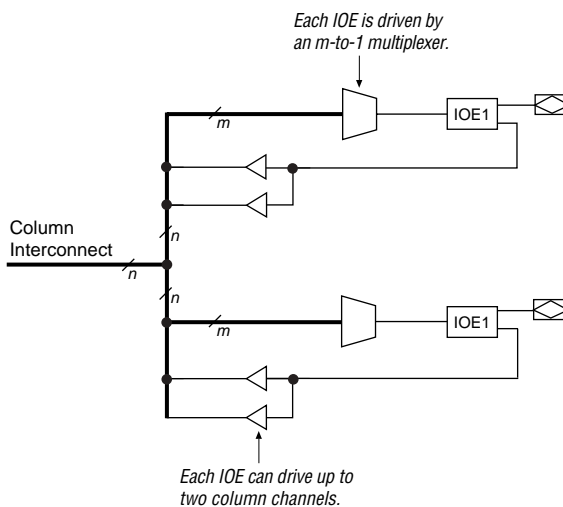 Each IOE is driven by
an m-to-1 multiplexer.
m
IOE1
Column
Interconnect
n
n
n
m
IOE1
Each IOE can drive up to
two column channels.